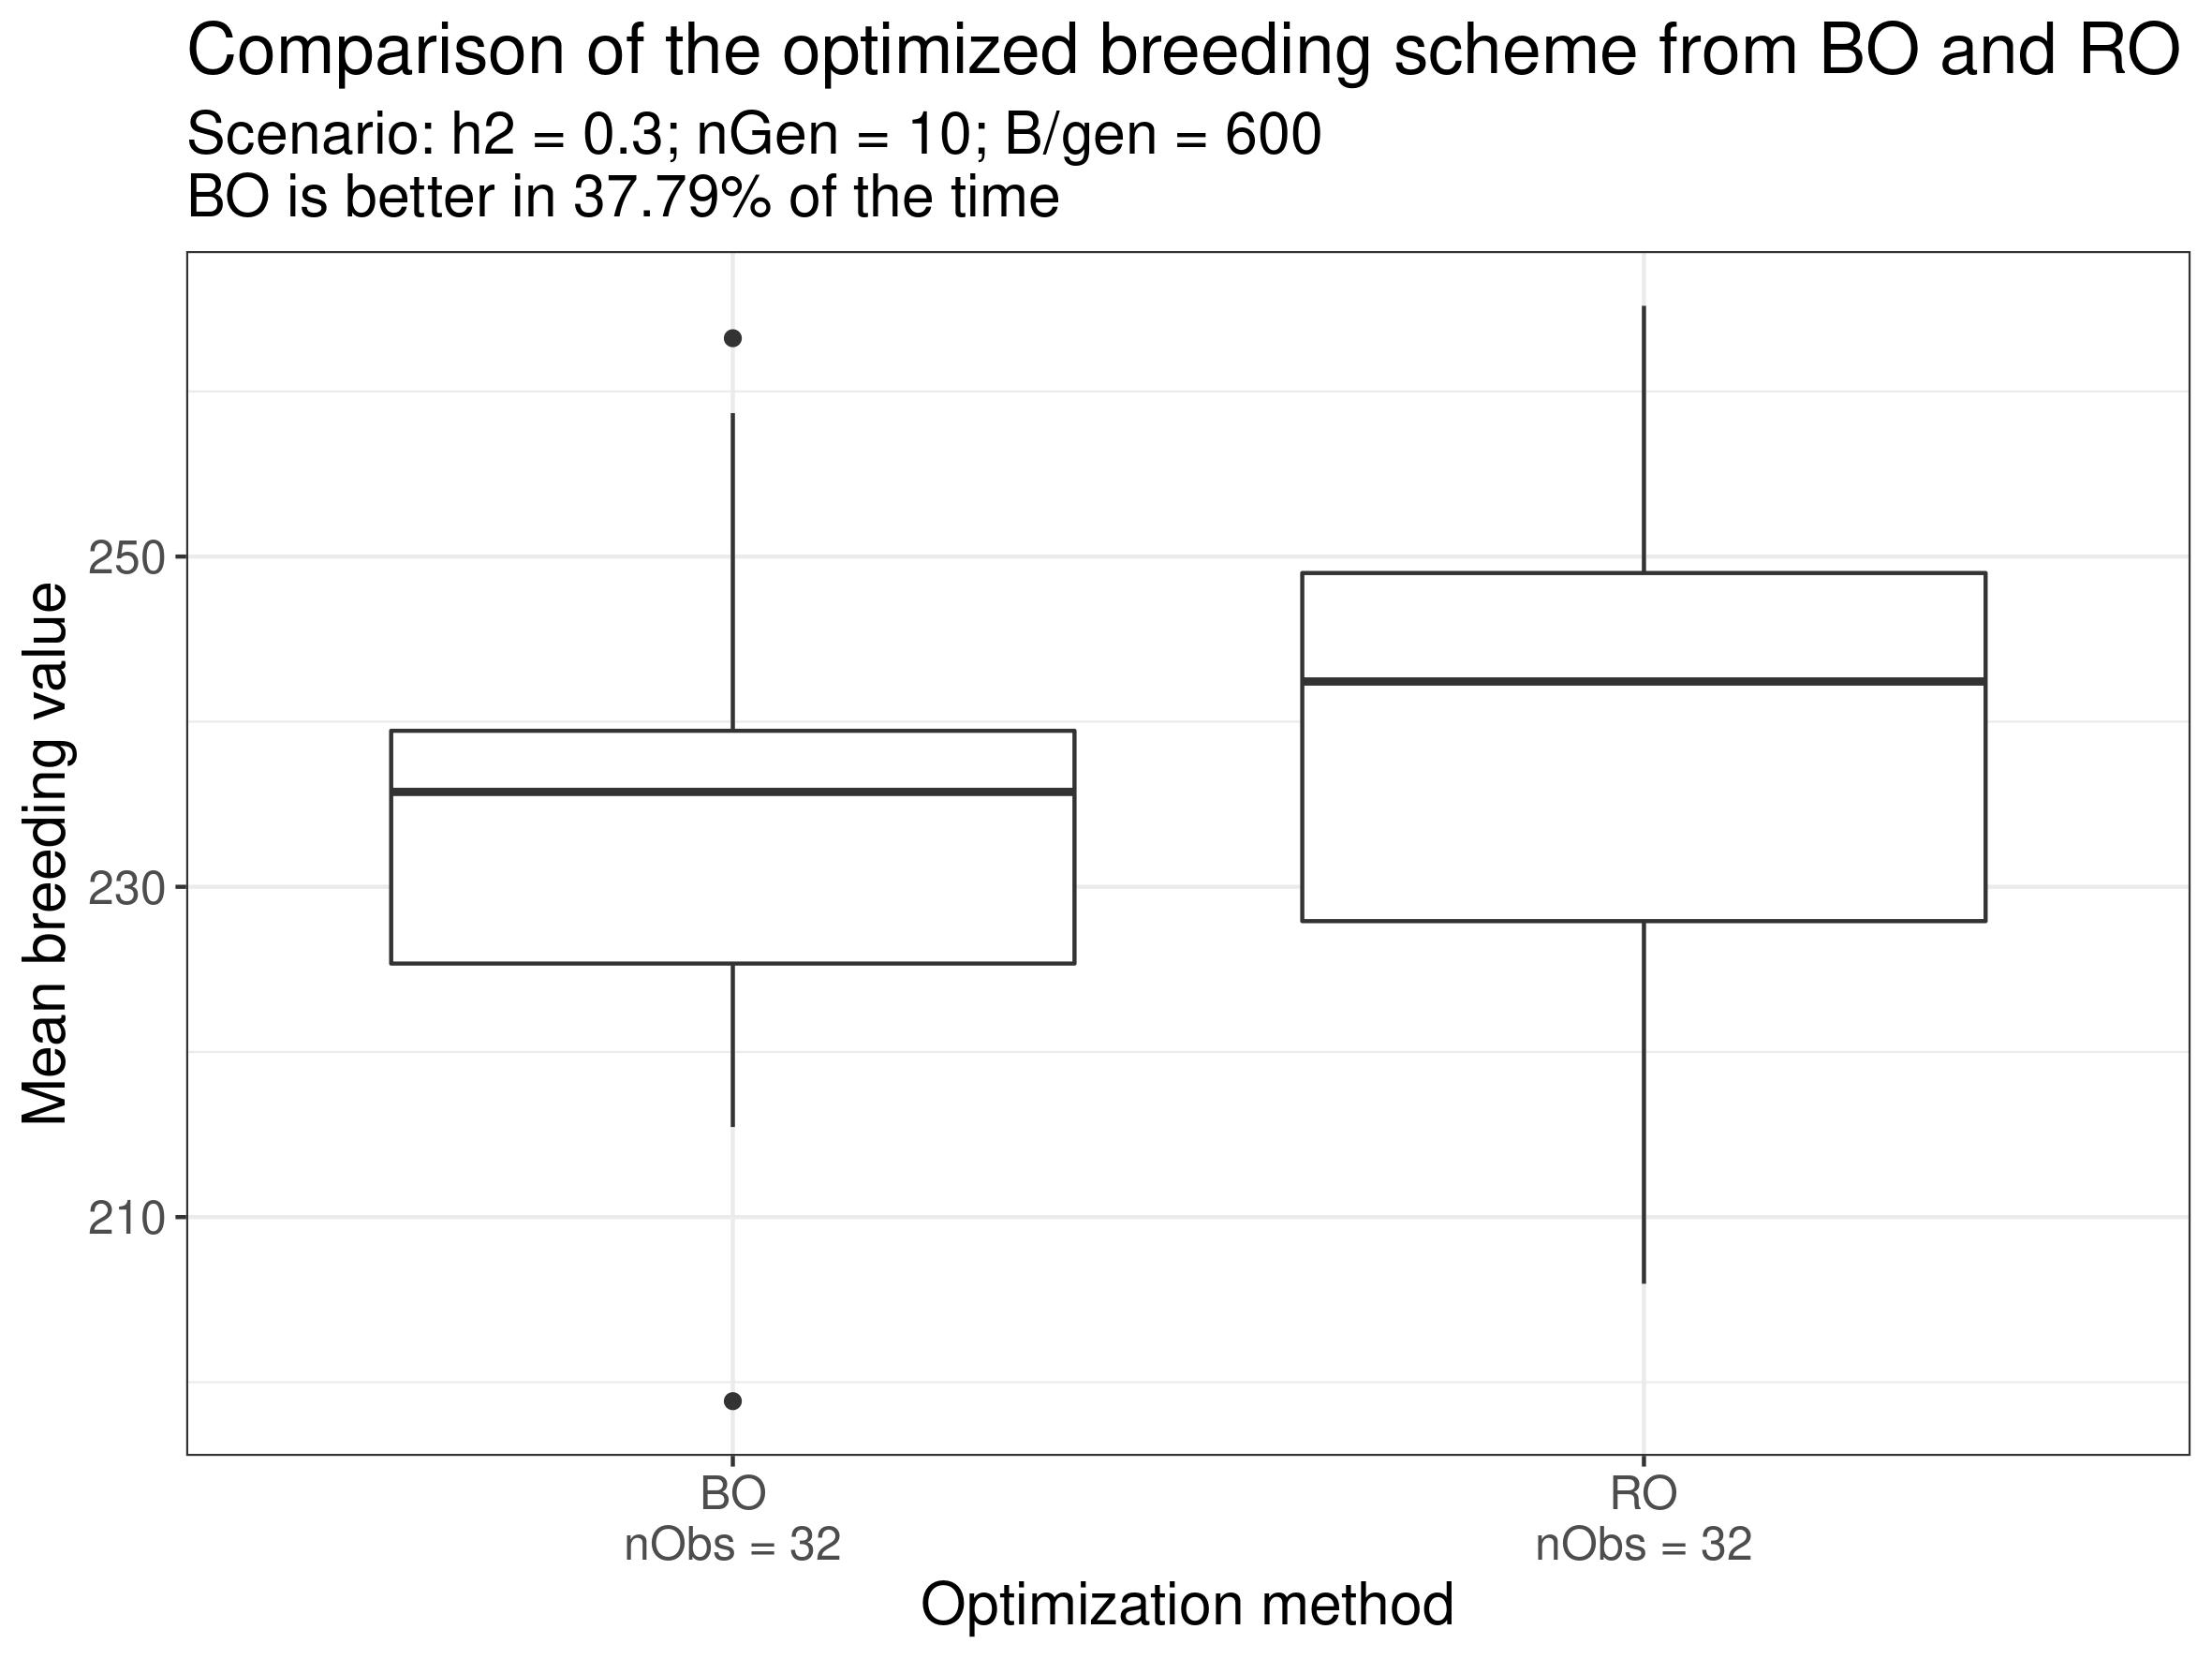 Comparison of the optimized breeding scheme from BO and RO
Scenario: h2 = 0.3; nGen = 10; B/gen = 600
BO is better in 37.79% of the time
Mean breeding value
250
230
210
BO
nObs = 32
RO
nObs = 32
Optimization method